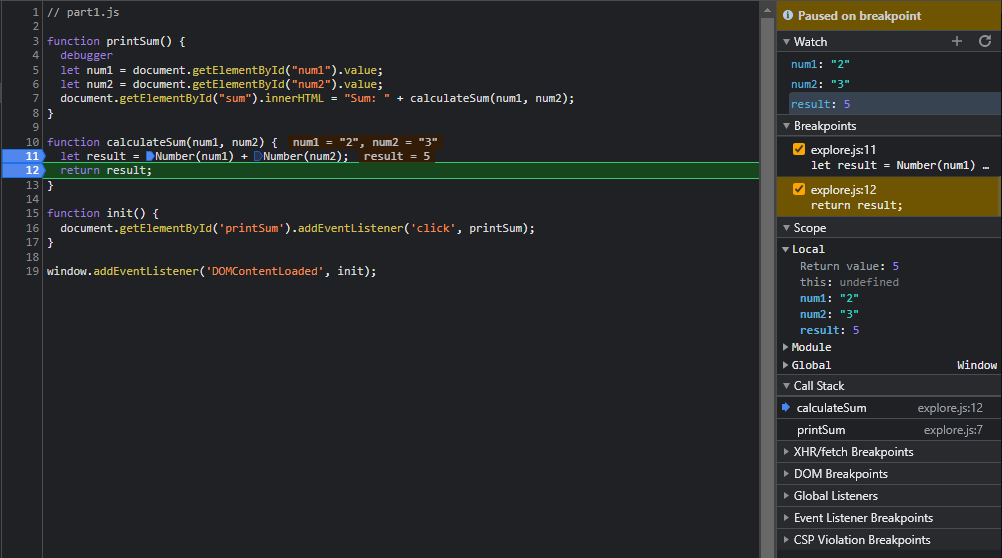 1 // part1.js
2
3 function printSum() {
4 debugger
5 let num1 = document.getElementById("num1").value;
6 let num2 = document.getElementById("num2").value;
7 document.getElementById("sum").innerHTML = "Sum: " + calculateSum(num1, num2);
8 }
9
10 function calculateSum(num1, num2) { num1 = "2", num2 = "3"
11 let result = Number(num1) + Number(num2); result = 5
12 return result;
13 }
14
15 function init() {
16 document.getElementById('printSum').addEventListener('click', printSum);
17 }
18
19 window.addEventListener('DOMContentLoaded', init);
Paused on breakpoint
Watch
num1: "2"
num2: "3"
result: 5
Breakpoints
explore.js:11
let result = Number(num1) …
explore.js:12
return result;
Scope
Local
Return value: 5
this: undefined
num1: "2"
num2: "3"
result: 5
Module
Global Window
Call Stack
calculateSum explore.js:12
printSum explore.js:7
XHR/fetch Breakpoints
DOM Breakpoints
Global Listeners
Event Listener Breakpoints
CSP Violation Breakpoints